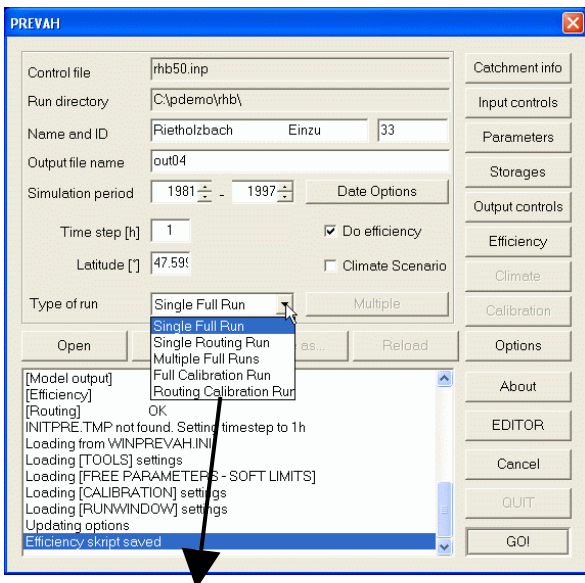 PREVAH
Control file rhb50.inp
Run directory C:\pdemo\rhb\
Name and ID Rietholzbach Einzu 33
Output file name out04
Simulation period 1981 - 1997 Date Options
Time step [h] 1 Do efficiency
Latitude [°] 47.595 Climate Scenario
Type of run Single Full Run Multiple
Single Full Run
Single Routing Run
Multiple Full Runs
Full Calibration Run
Routing Calibration Run
Open as... Reload
[Model output]
[Efficiency]
[Routing] OK
INITPRE.TMP not found. Setting timestep to 1h
Loading from WINPREVAH.INI
Loading [TOOLS] settings
Loading [FREE PARAMETERS - SOFT LIMITS]
Loading [CALIBRATION] settings
Loading [RUNWINDOW] settings
Updating options
Efficiency skript saved
Catchment info
Input controls
Parameters
Storages
Output controls
Efficiency
Climate
Calibration
Options
About
EDITOR
Cancel
QUIT
GO!